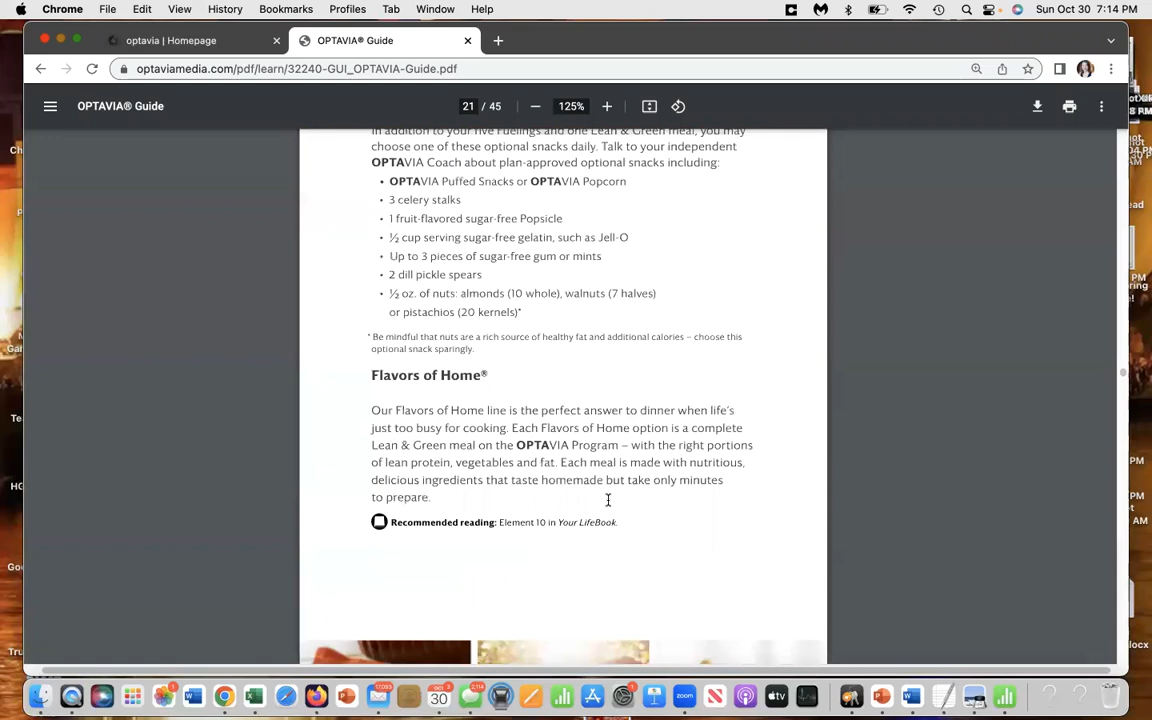 Chrome File Edit View History Bookmarks Profiles Tab Window Help Sun Oct 30 7:14 PM
optavia | Homepage OPTAVIA® Guide
optaviamedia.com/pdf/learn/32240-GUI_OPTAVIA-Guide.pdf
OPTAVIA® Guide 21 / 45 125%
In addition to your five Fuelings and one Lean & Green meal, you may
choose one of these optional snacks daily. Talk to your independent
OPTAVIA Coach about plan-approved optional snacks including:
• OPTAVIA Puffed Snacks or OPTAVIA Popcorn
• 3 celery stalks
• 1 fruit-flavored sugar-free Popsicle
• ½ cup serving sugar-free gelatin, such as Jell-O
• Up to 3 pieces of sugar-free gum or mints
• 2 dill pickle spears
• ½ oz. of nuts: almonds (10 whole), walnuts (7 halves)
or pistachios (20 kernels)*
* Be mindful that nuts are a rich source of healthy fat and additional calories – choose this
optional snack sparingly.
Flavors of Home®
Our Flavors of Home line is the perfect answer to dinner when life's
just too busy for cooking. Each Flavors of Home option is a complete
Lean & Green meal on the OPTAVIA Program – with the right portions
of lean protein, vegetables and fat. Each meal is made with nutritious,
delicious ingredients that taste homemade but take only minutes
to prepare.
Recommended reading: Element 10 in Your LifeBook.